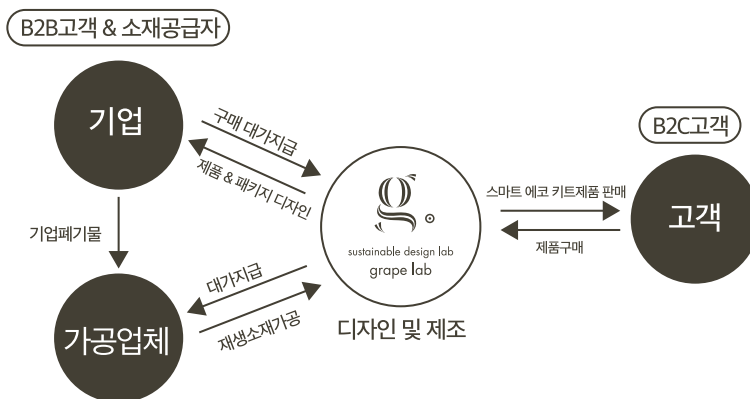 B2B고객 & 소재공급자
기업
구매 대가지급
제품 & 패키지 디자인
B2C고객
스마트 에코 키트제품 판매
고객
제품구매
g.
sustainable design lab
grape lab
디자인 및 제조
기업폐기물
대가지급
재생소재가공
가공업체